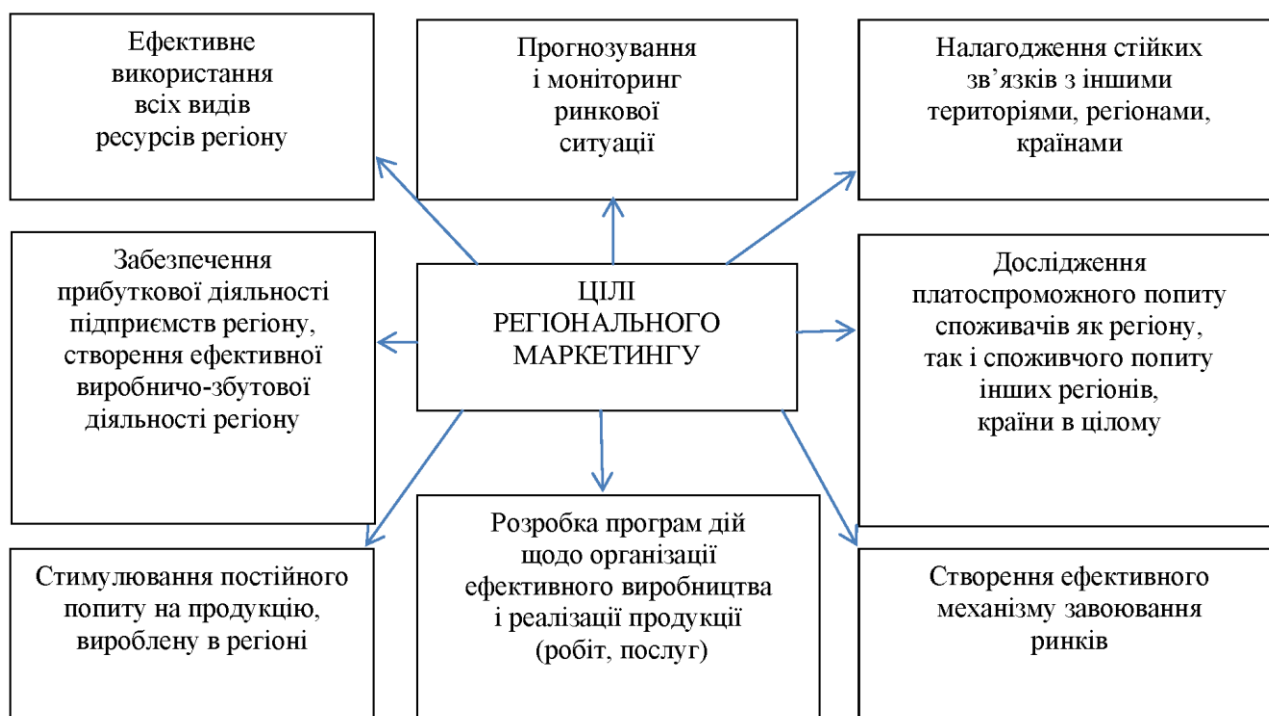 Ефективне
використання
всіх видів
ресурсів регіону
Прогнозування
і моніторинг
ринкової
ситуації
Налагодження стійких
зв’язків з іншими
територіями, регіонами,
країнами
Забезпечення
прибуткової діяльності
підприємств регіону,
створення ефективної
виробничо-збутової
діяльності регіону
ЦІЛІ
РЕГІОНАЛЬНОГО
МАРКЕТИНГУ
Дослідження
платоспроможного попиту
споживачів як регіону,
так і споживчого попиту
інших регіонів,
країни в цілому
Стимулювання постійного
попиту на продукцію,
вироблену в регіоні
Розробка програм дій
щодо організації
ефективного виробництва
і реалізації продукції
(робіт, послуг)
Створення ефективного
механізму завоювання
ринків